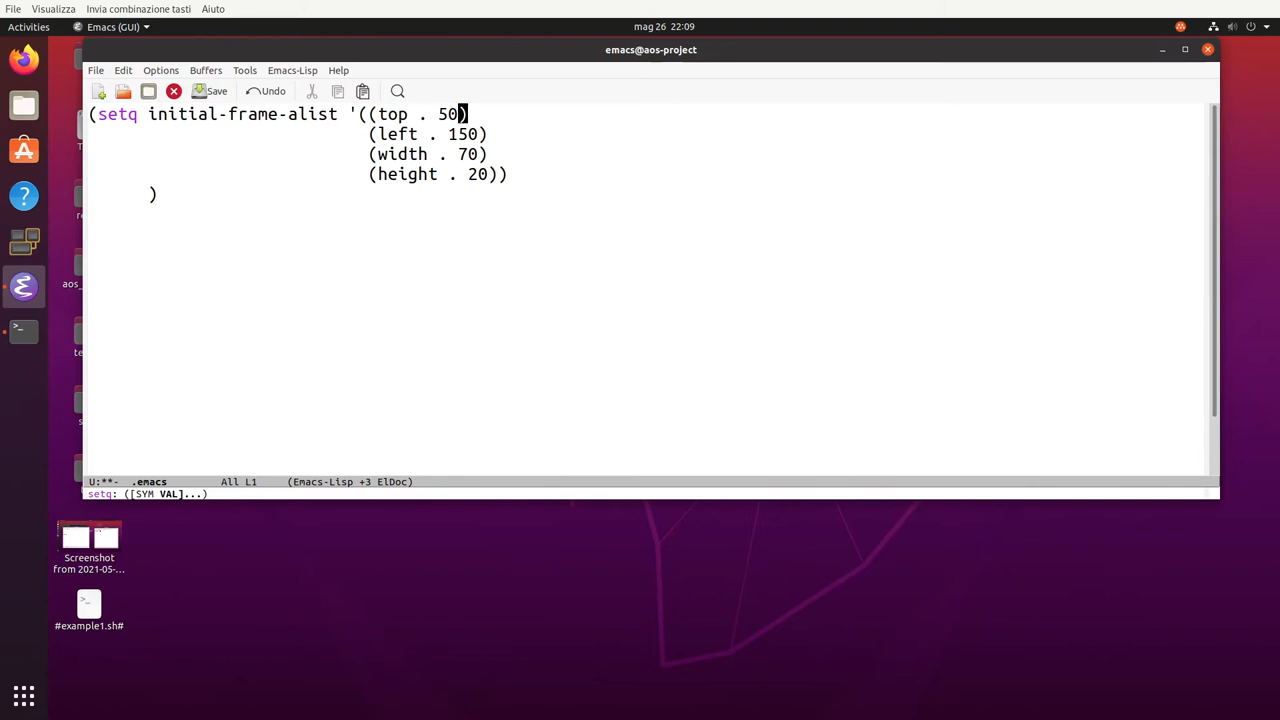 File Visualizza Invia combinazione tasti Aiuto
Activities Emacs (GUI) mag 26 22:09
emacs@aos-project
File Edit Options Buffers Tools Emacs-Lisp Help
Save Undo
(setq initial-frame-alist '((top . 50)
(left . 150)
(width . 70)
(height . 20))
)
U:**- .emacs All L1 (Emacs-Lisp +3 ElDoc)
setq: ([SYM VAL]...)
aos_
te
s
Screenshot
from 2021-05-...
#example1.sh#